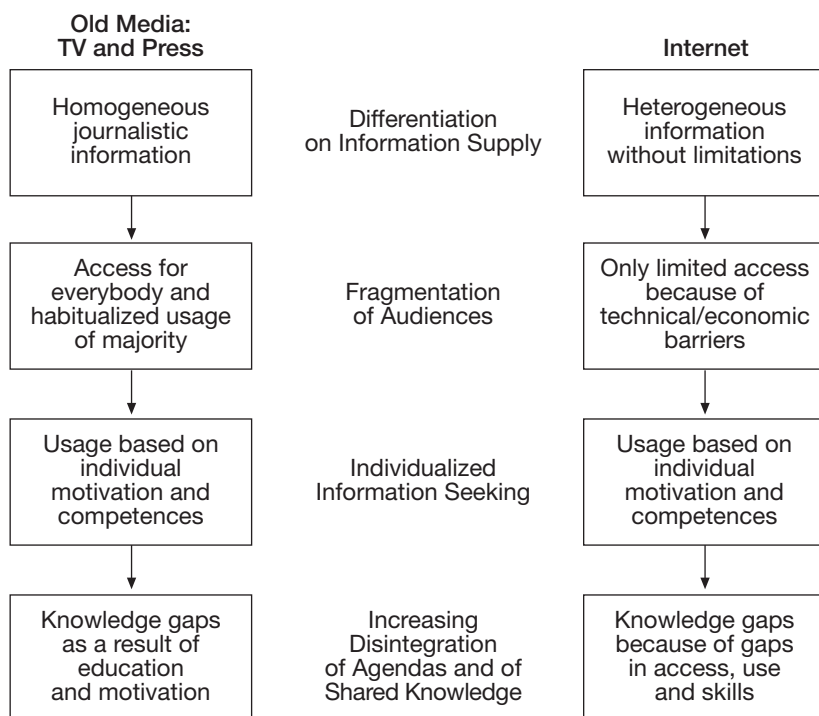 Old Media:
TV and Press
Internet
Homogeneous
journalistic
information
Differentiation
on Information Supply
Heterogeneous
information
without limitations
Access for
everybody and
habitualized usage
of majority
Fragmentation
of Audiences
Only limited access
because of
technical/economic
barriers
Usage based on
individual
motivation and
competences
Individualized
Information Seeking
Usage based on
individual
motivation and
competences
Knowledge gaps
as a result of
education
and motivation
Increasing
Disintegration
of Agendas and of
Shared Knowledge
Knowledge gaps
because of gaps
in access, use
and skills